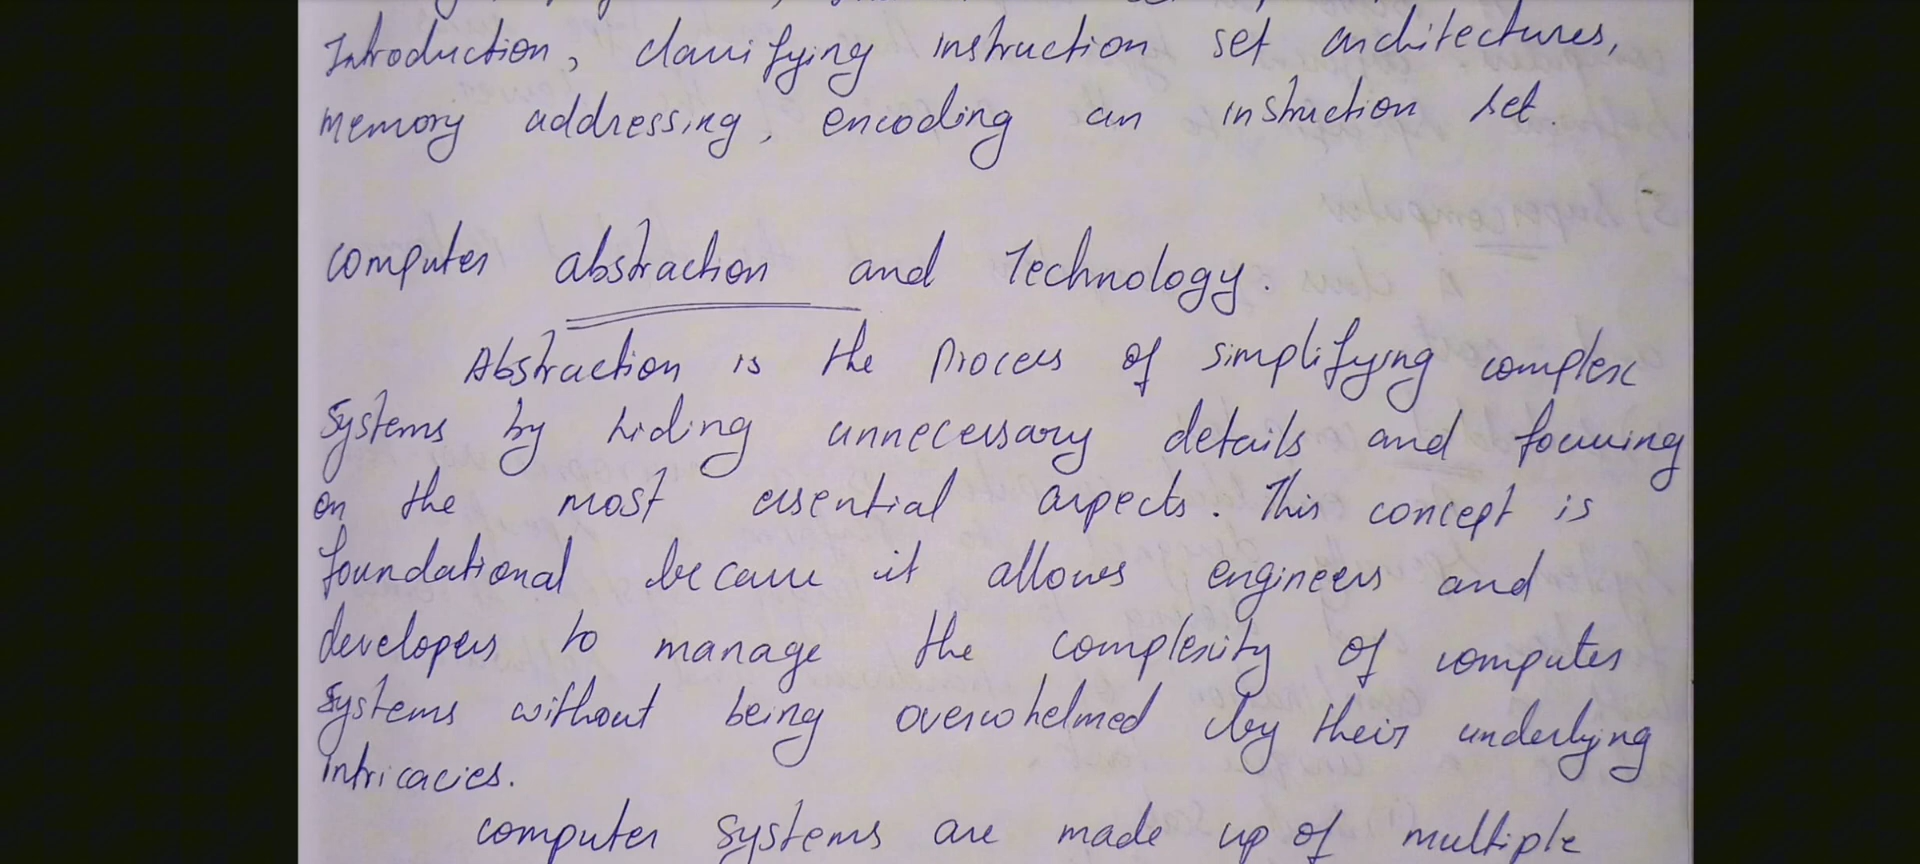 Introduction, classifying instruction set architectures,
memory addressing, encoding an instruction set.
computer abstraction and Technology.
Abstraction is the process of simplifying complex
systems by hiding unnecessary details and focusing
on the most essential aspects. This concept is
foundational because it allows engineers and
developers to manage the complexity of computer
systems without being overwhelmed by their underlying
intricacies.
computer systems are made up of multiple